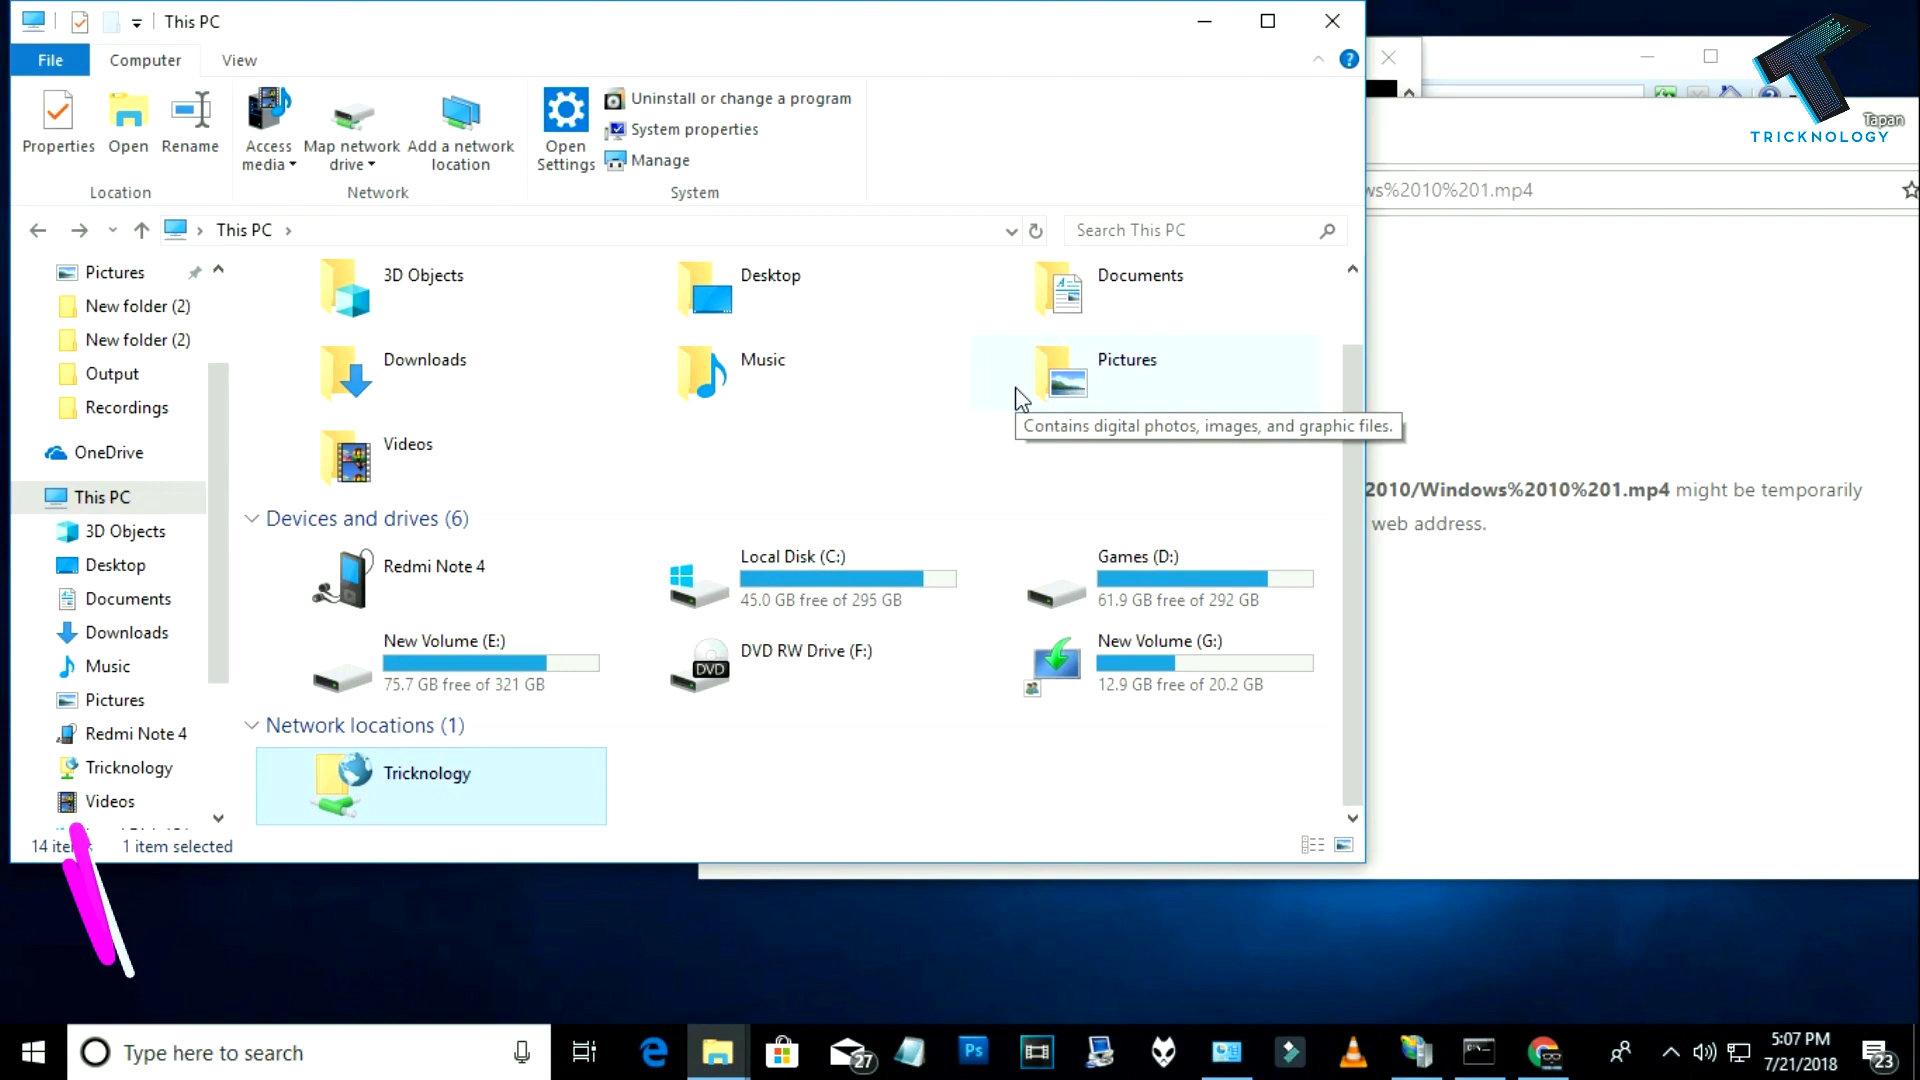 This PC
File
Computer
View
Properties
Open
Rename
Access media
Map network drive
Add a network location
Open Settings
Uninstall or change a program
System properties
Manage
Location
Network
System
Tapan
TRICKNOLOGY
ws%2010%201.mp4
This PC
Search This PC
Pictures
New folder (2)
New folder (2)
Output
Recordings
OneDrive
This PC
3D Objects
Desktop
Documents
Downloads
Music
Pictures
Redmi Note 4
Tricknology
Videos
3D Objects
Desktop
Documents
Downloads
Music
Pictures
Contains digital photos, images, and graphic files.
Videos
Devices and drives (6)
Redmi Note 4
Local Disk (C:)
45.0 GB free of 295 GB
Games (D:)
61.9 GB free of 292 GB
New Volume (E:)
75.7 GB free of 321 GB
DVD RW Drive (F:)
DVD
New Volume (G:)
12.9 GB free of 20.2 GB
Network locations (1)
Tricknology
2010/Windows%2010%201.mp4 might be temporarily
web address.
14 items
1 item selected
Type here to search
27
Ps
5:07 PM
7/21/2018
23